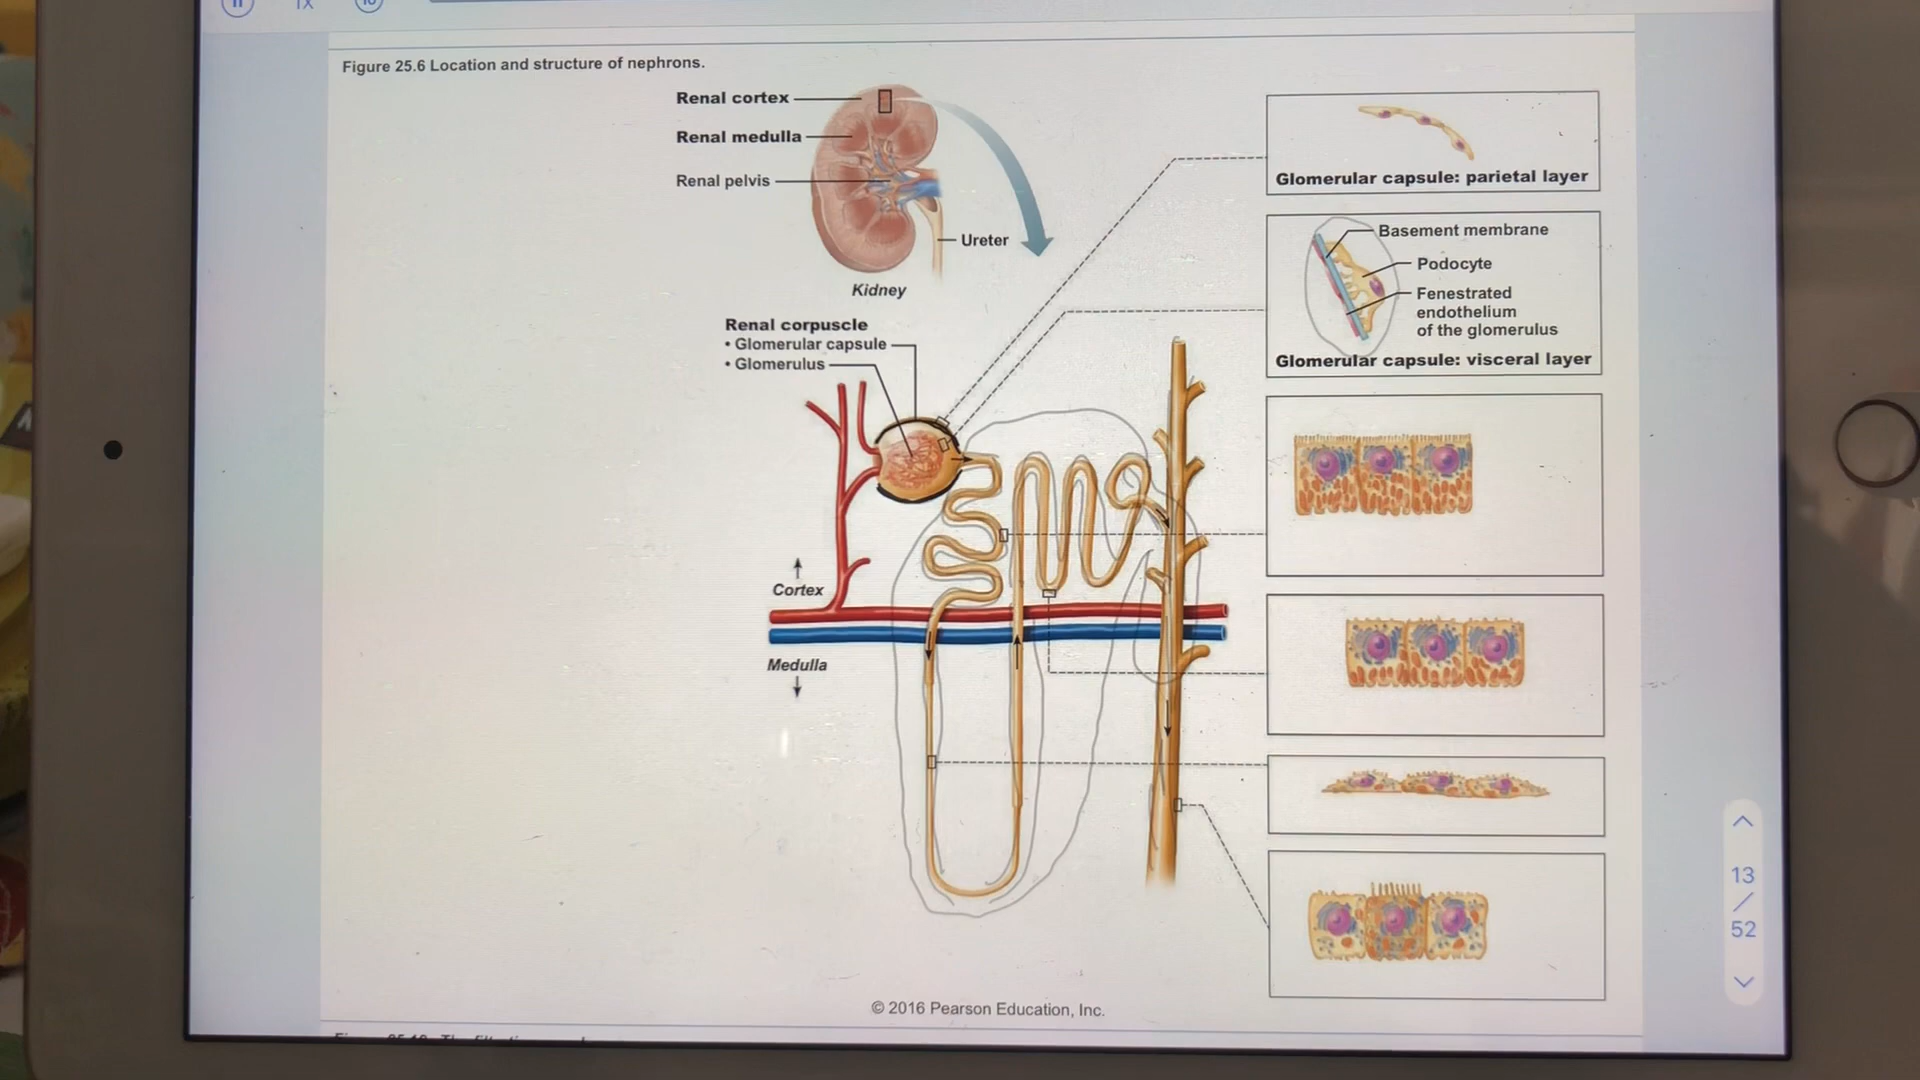 1x
10
Figure 25.6 Location and structure of nephrons.
Renal cortex
Renal medulla
Renal pelvis
Ureter
Kidney
Renal corpuscle
• Glomerular capsule
• Glomerulus
Cortex
Medulla
Glomerular capsule: parietal layer
Basement membrane
Podocyte
Fenestrated
endothelium
of the glomerulus
Glomerular capsule: visceral layer
13
/
52
© 2016 Pearson Education, Inc.